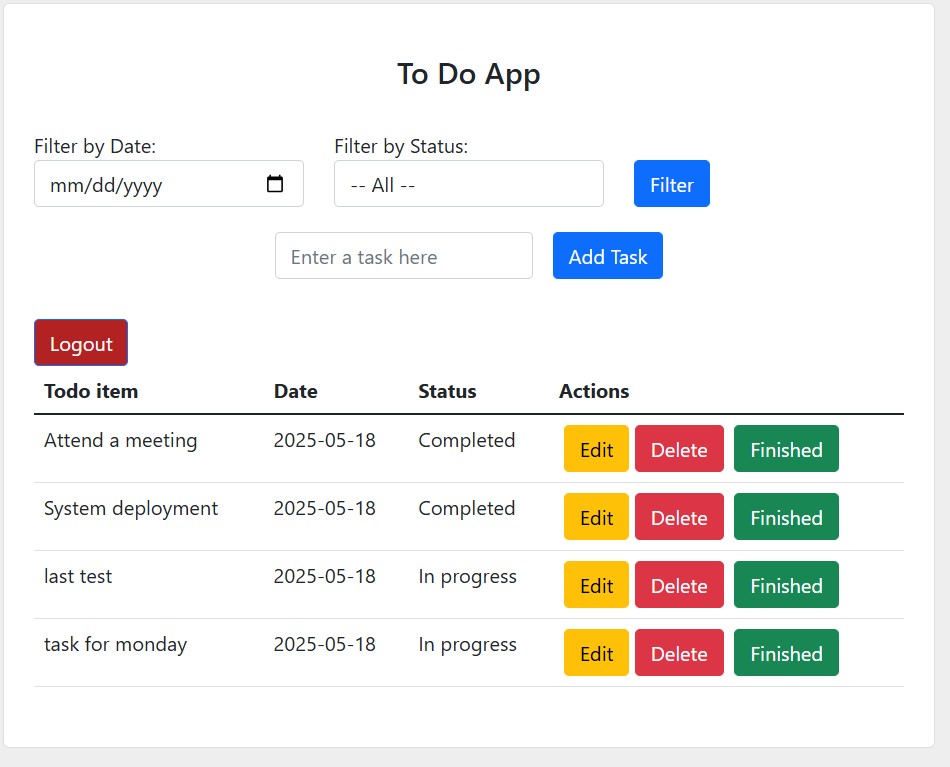 To Do App
Filter by Date: Filter by Status:
mm/dd/yyyy -- All -- Filter
Enter a task here Add Task
Logout
Todo item Date Status Actions
Attend a meeting 2025-05-18 Completed Edit Delete Finished
System deployment 2025-05-18 Completed Edit Delete Finished
last test 2025-05-18 In progress Edit Delete Finished
task for monday 2025-05-18 In progress Edit Delete Finished